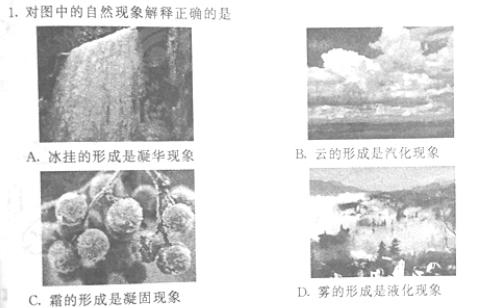 1. 对图中的自然现象解释正确的是
A. 冰挂的形成是凝华现象
B. 云的形成是汽化现象
C. 霜的形成是凝固现象
D. 雾的形成是液化现象